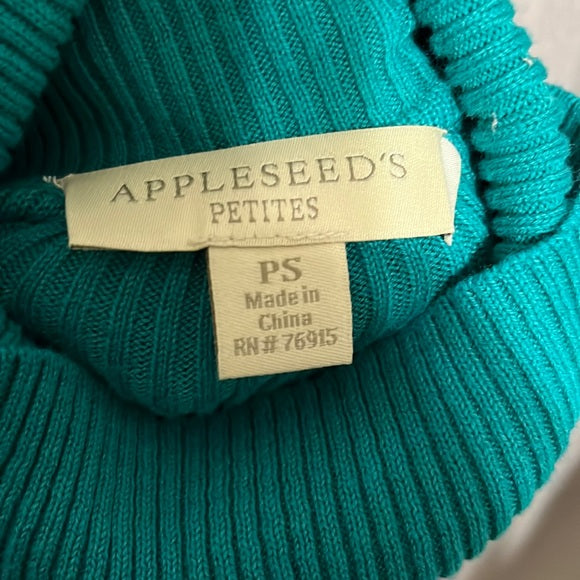 APPLESEED'S
PETITES
PS
Made in
China
RN# 76915